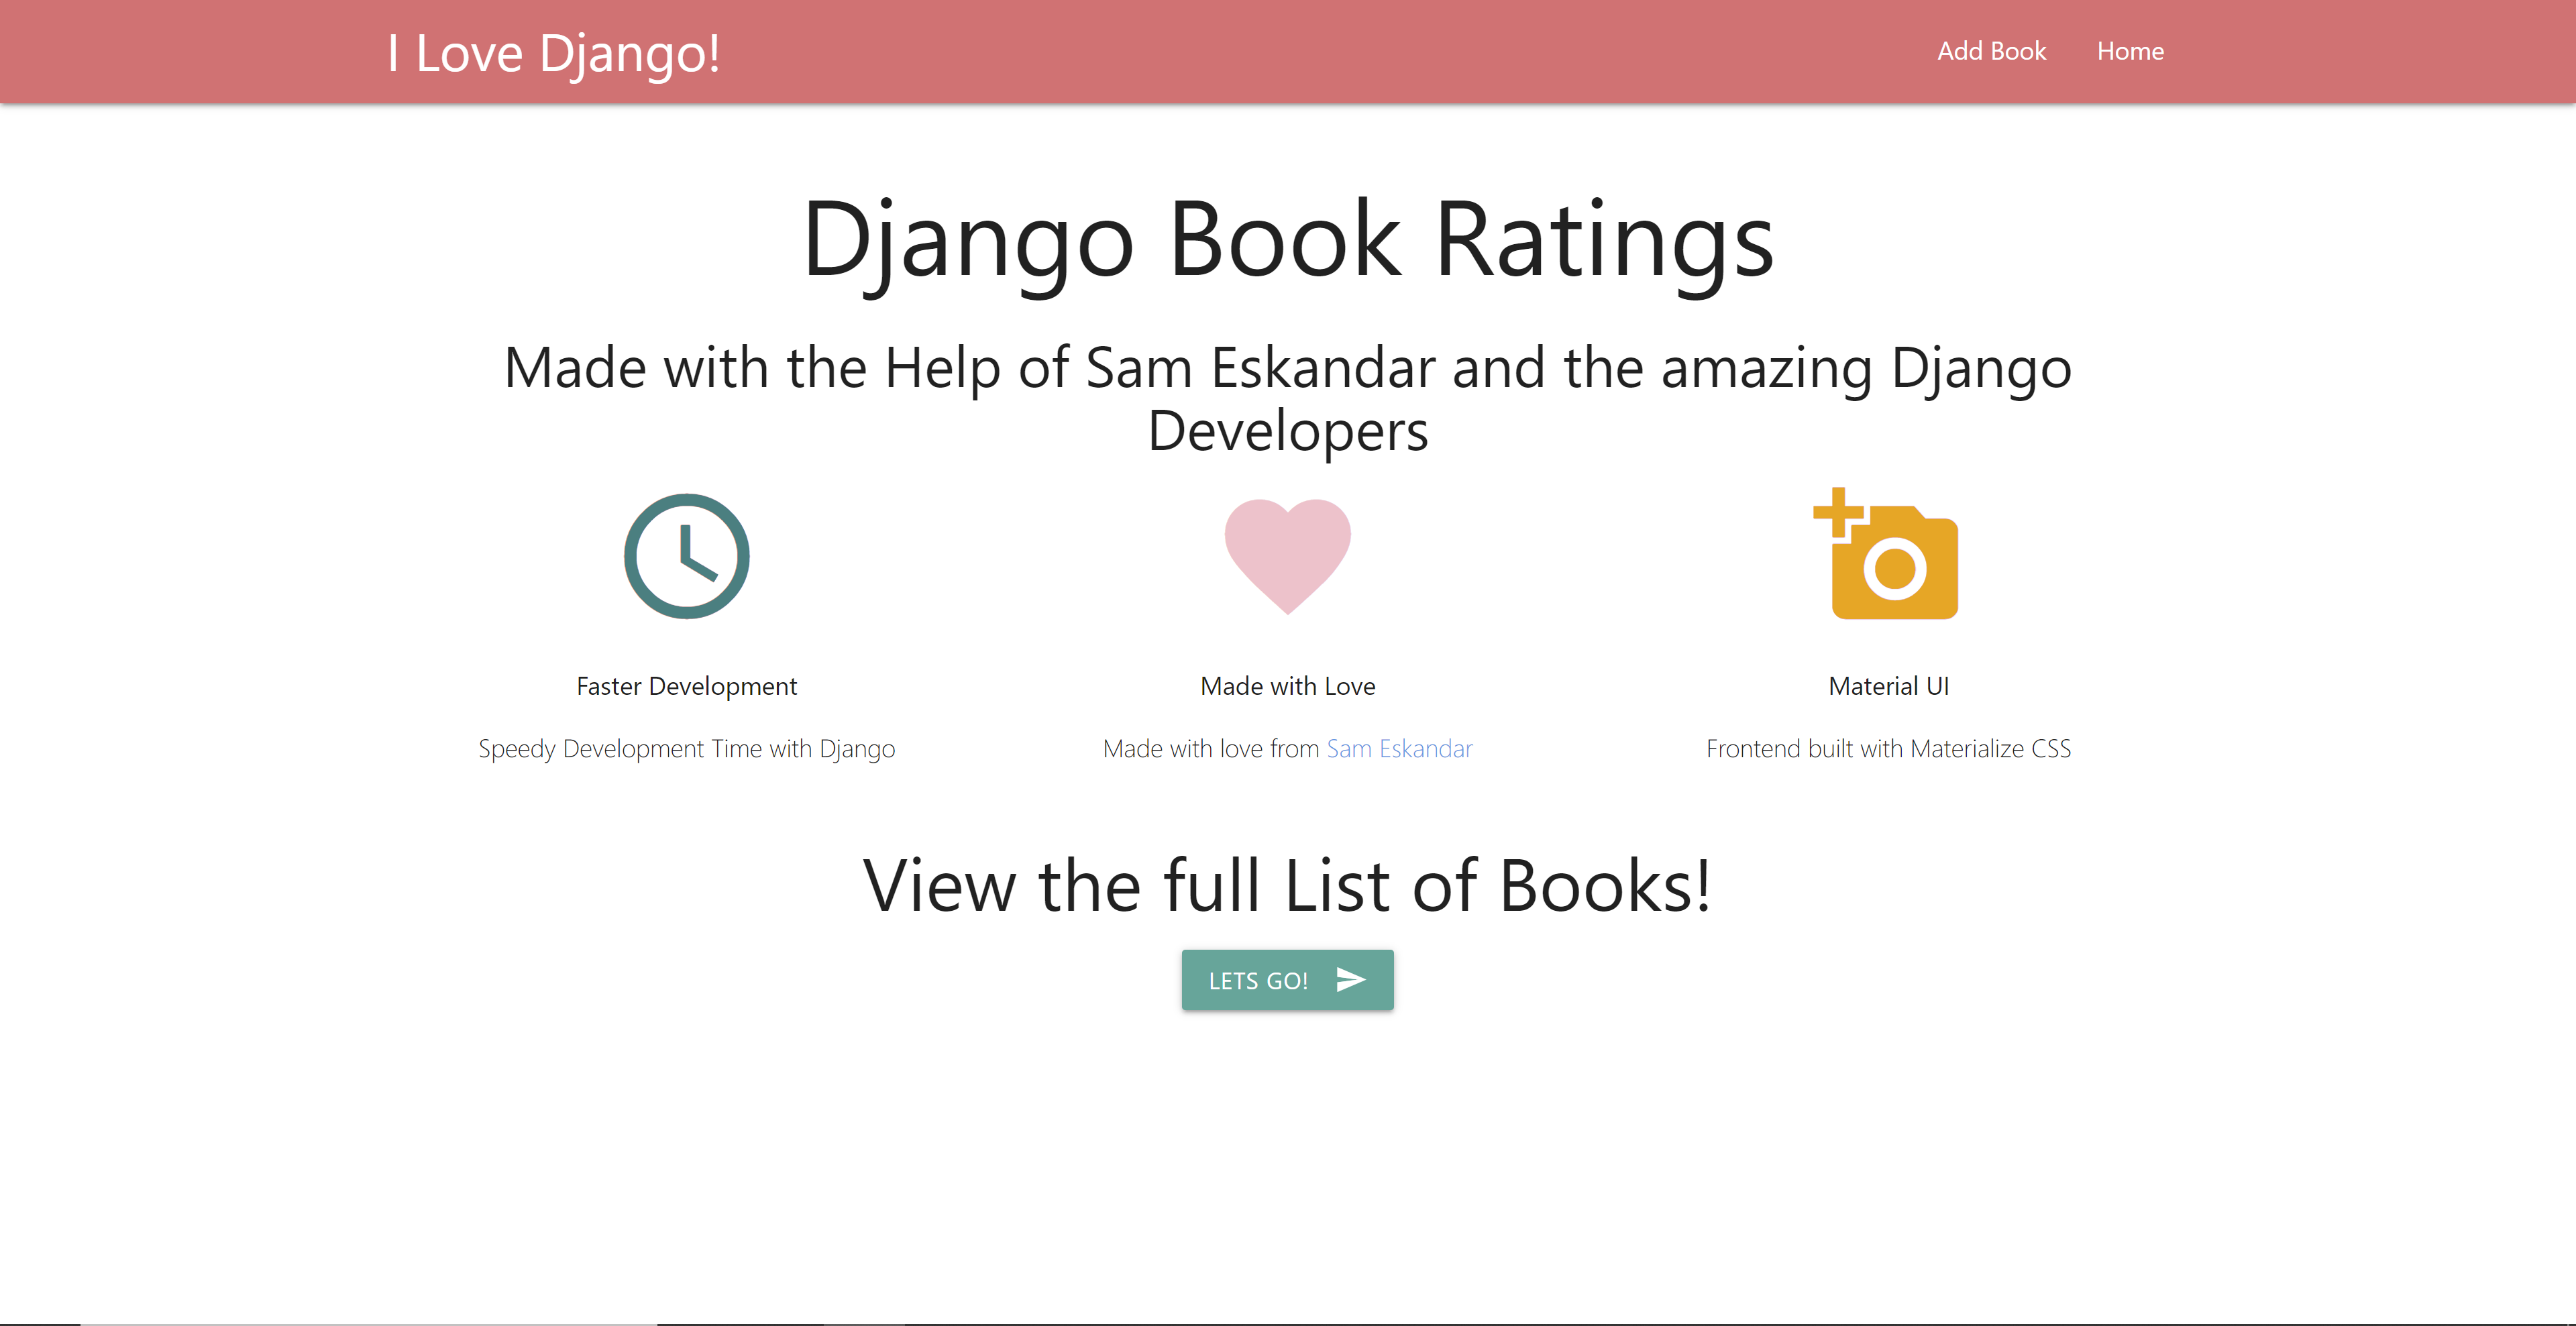 I Love Django!
Add Book
Home
Django Book Ratings
Made with the Help of Sam Eskandar and the amazing Django
Developers
Faster Development
Made with Love
Material UI
Speedy Development Time with Django
Made with love from Sam Eskandar
Frontend built with Materialize CSS
View the full List of Books!
LETS GO!